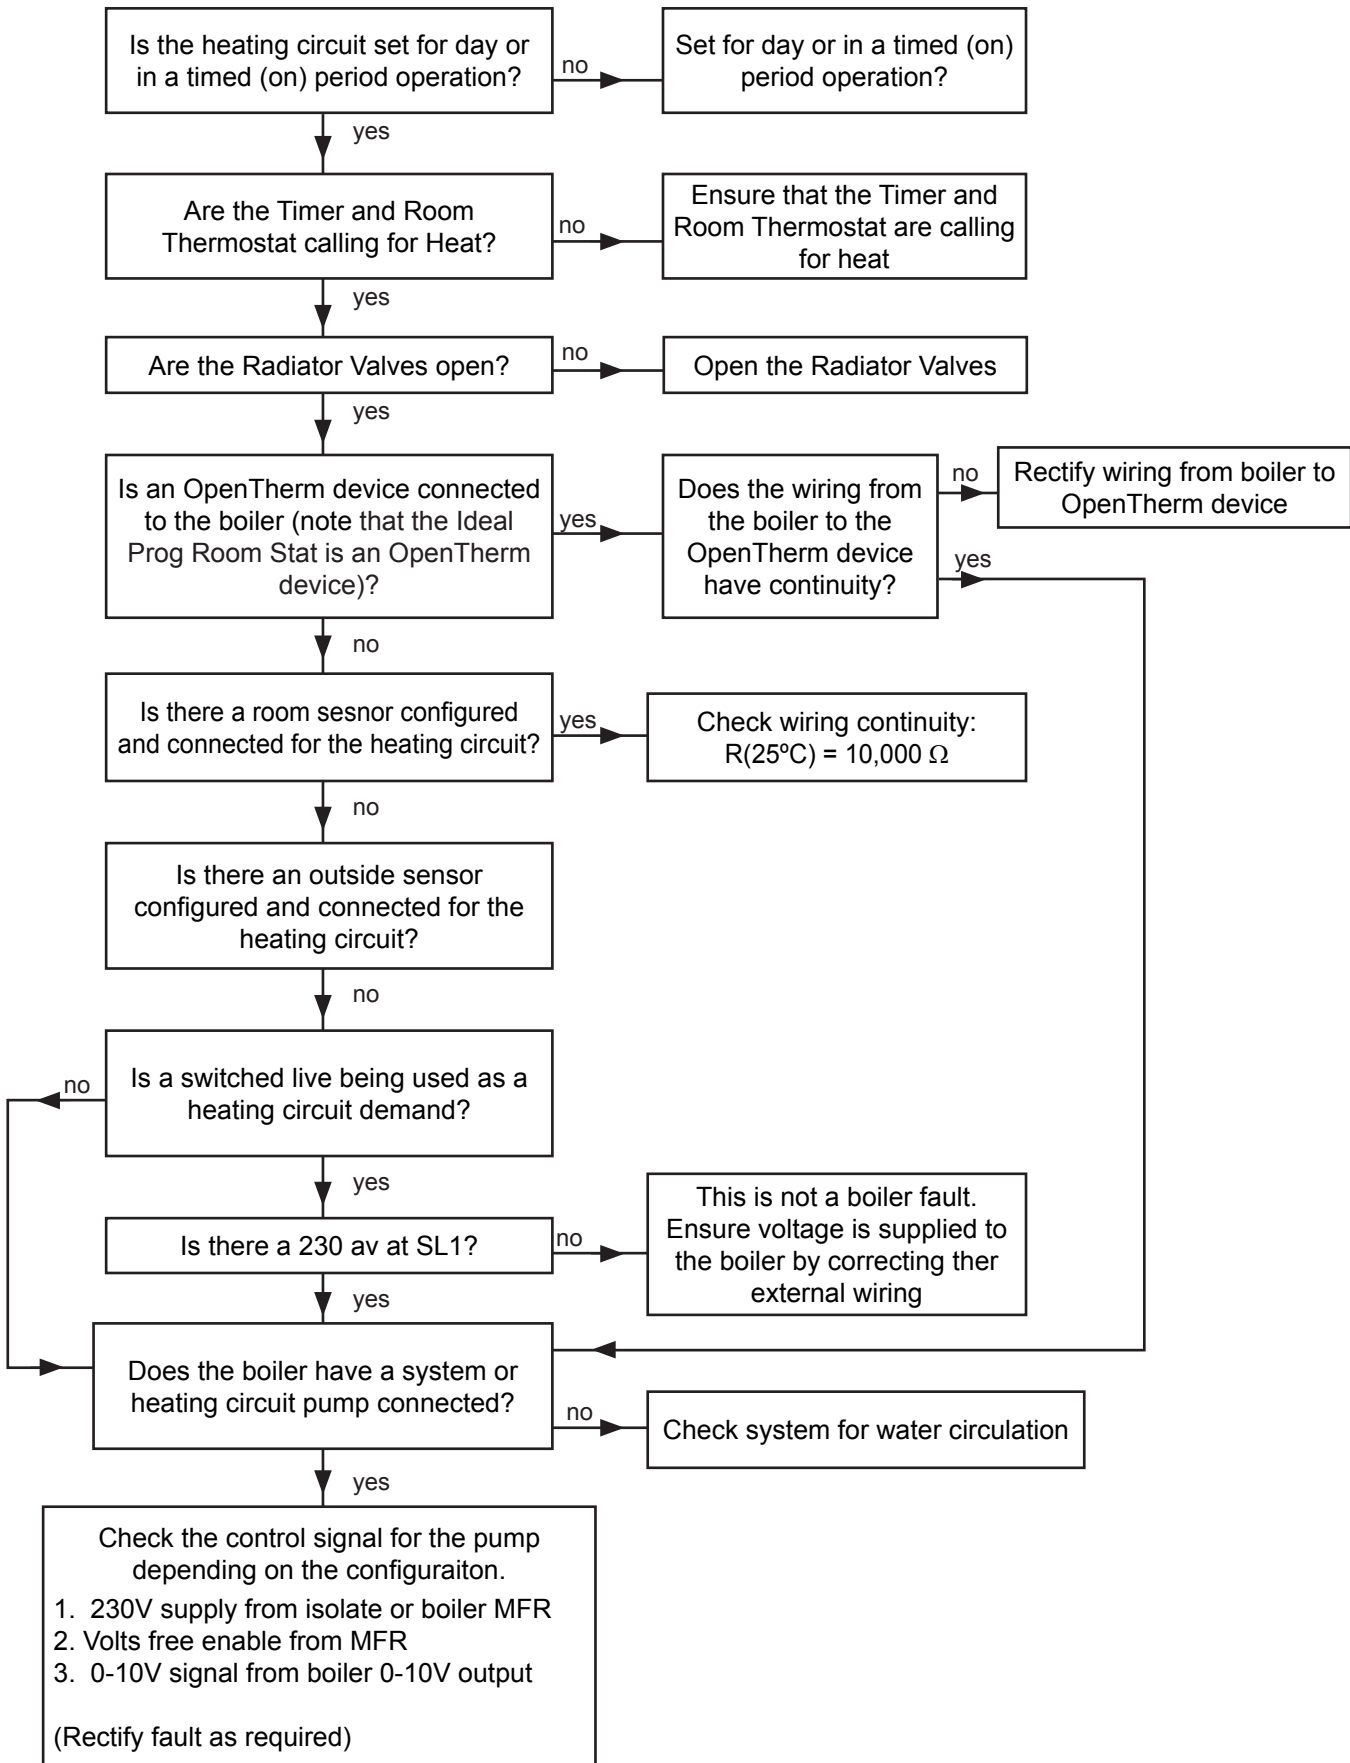 Is the heating circuit set for day or
in a timed (on) period operation?
no
Set for day or in a timed (on)
period operation?
yes
Are the Timer and Room
Thermostat calling for Heat?
no
Ensure that the Timer and
Room Thermostat are calling
for heat
yes
Are the Radiator Valves open?
no
Open the Radiator Valves
yes
Is an OpenTherm device connected
to the boiler (note that the Ideal
Prog Room Stat is an OpenTherm
device)?
yes
Does the wiring from
the boiler to the
OpenTherm device
have continuity?
no
Rectify wiring from boiler to
OpenTherm device
yes
no
Is there a room sesnor configured
and connected for the heating circuit?
yes
Check wiring continuity:
R(25ºC) = 10,000 Ω
no
Is there an outside sensor
configured and connected for the
heating circuit?
no
Is a switched live being used as a
heating circuit demand?
no
yes
Is there a 230 av at SL1?
no
This is not a boiler fault.
Ensure voltage is supplied to
the boiler by correcting ther
external wiring
yes
Does the boiler have a system or
heating circuit pump connected?
no
Check system for water circulation
yes
Check the control signal for the pump
depending on the configuraiton.
1. 230V supply from isolate or boiler MFR
2. Volts free enable from MFR
3. 0-10V signal from boiler 0-10V output
(Rectify fault as required)